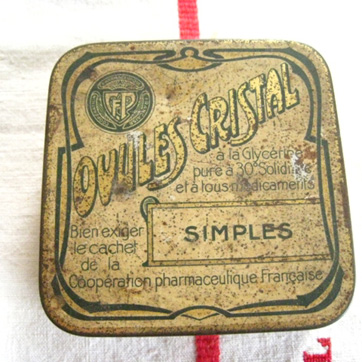 OVULES CRISTAL
à la Glycérine
pure à 30° Solidifiée
et à tous médicaments
Bien exiger
le cachet
de la
Coopération pharmaceutique Française
SIMPLES